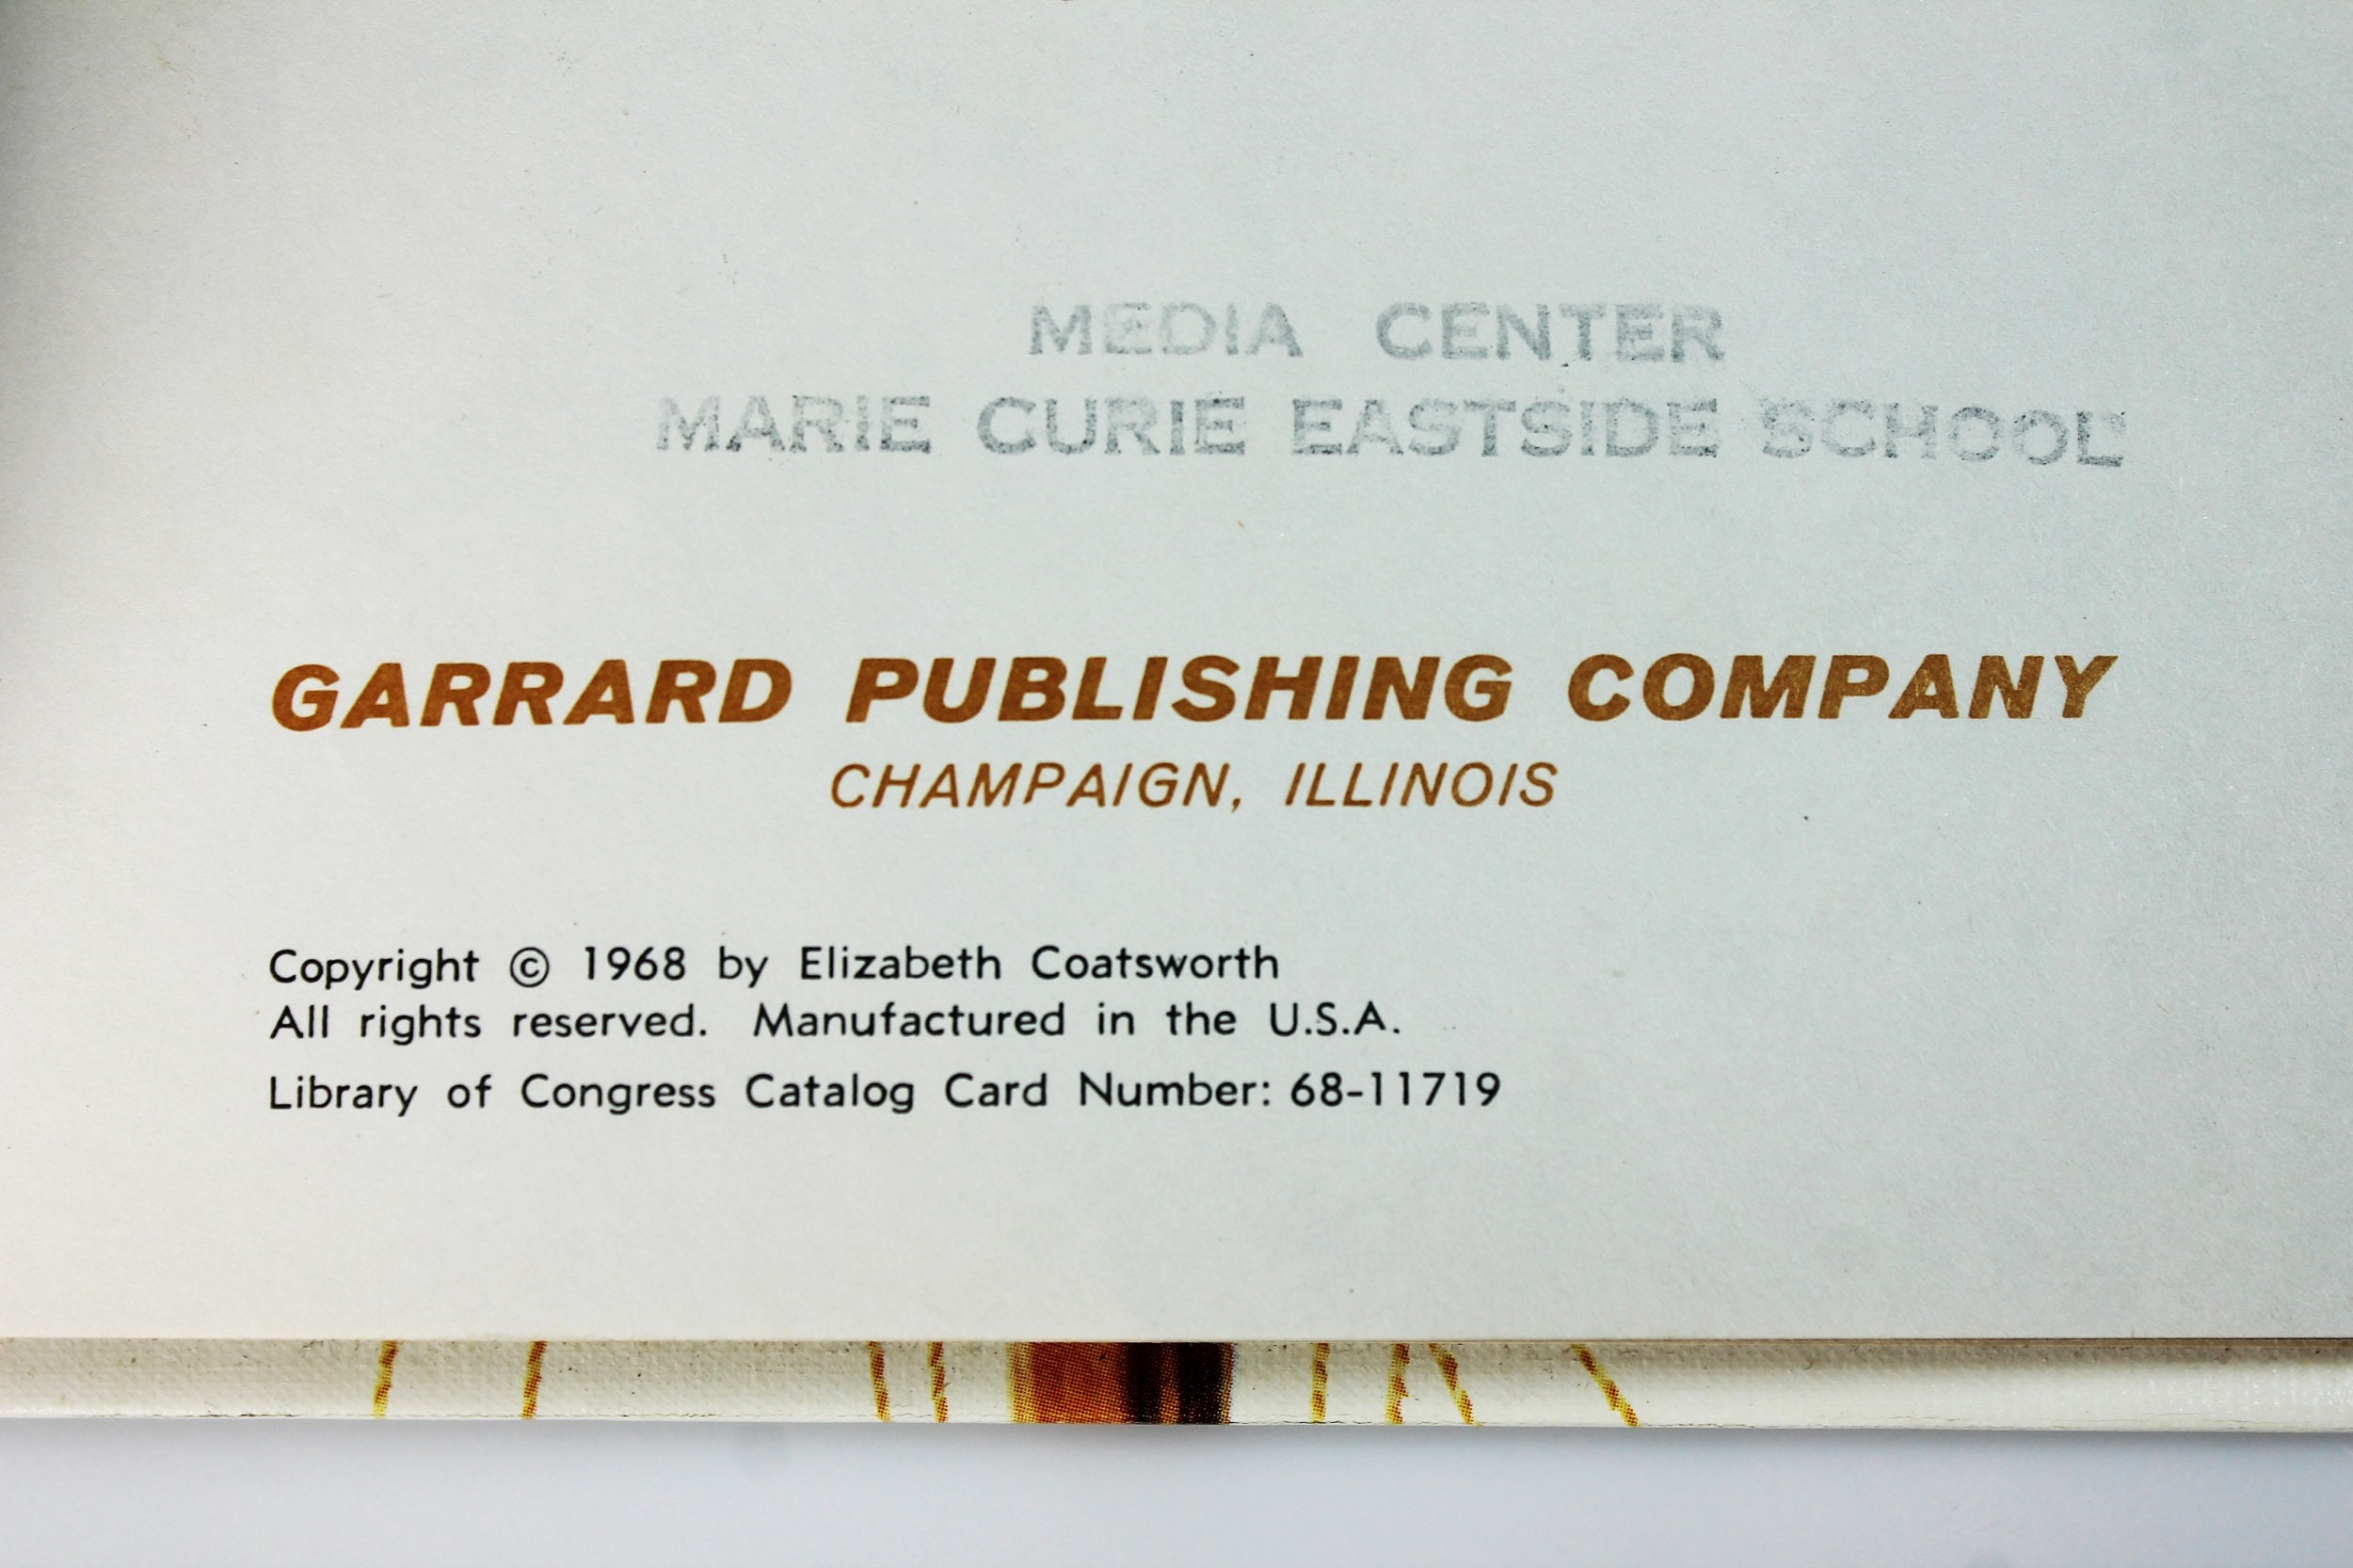 MEDIA CENTER
MARIE CURIE EASTSIDE SCHOOL
GARRARD PUBLISHING COMPANY
CHAMPAIGN, ILLINOIS
Copyright © 1968 by Elizabeth Coatsworth
All rights reserved. Manufactured in the U.S.A.
Library of Congress Catalog Card Number: 68-11719